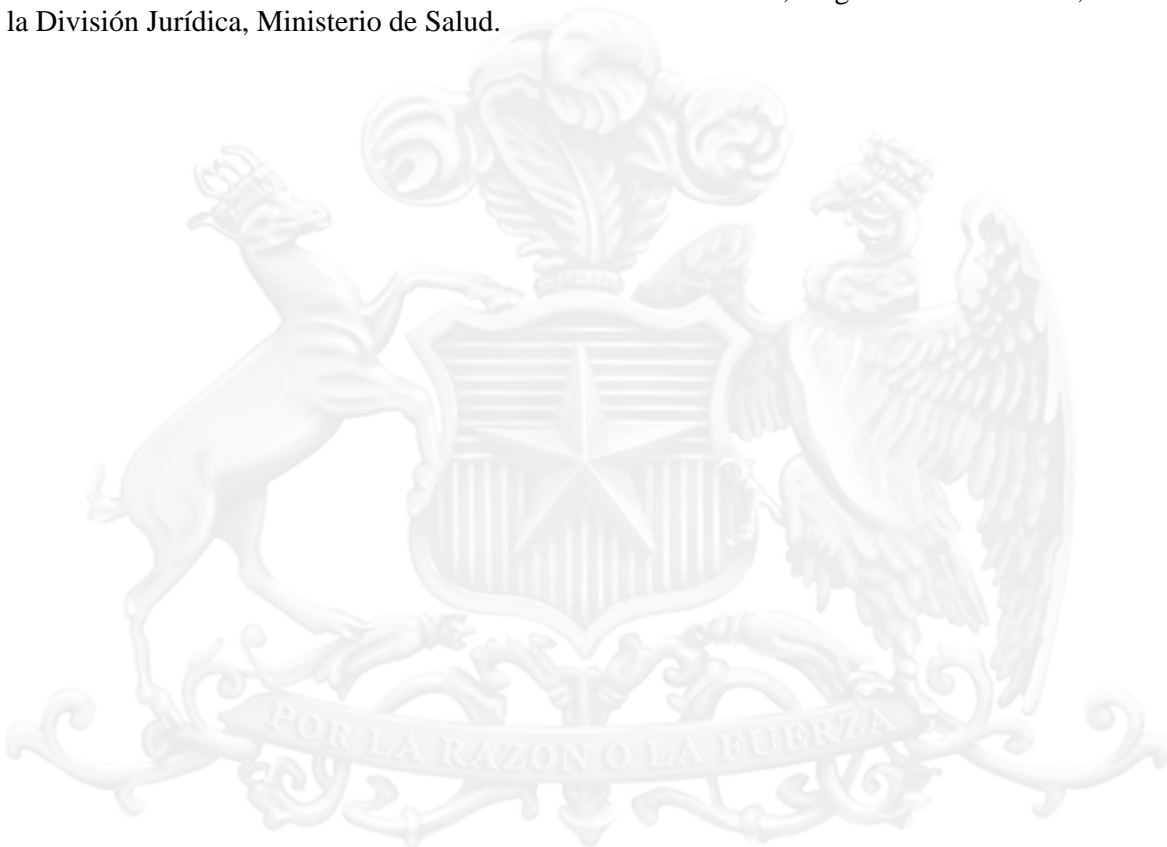 la División Jurídica, Ministerio de Salud.
POR LA RAZON O LA FUERZA